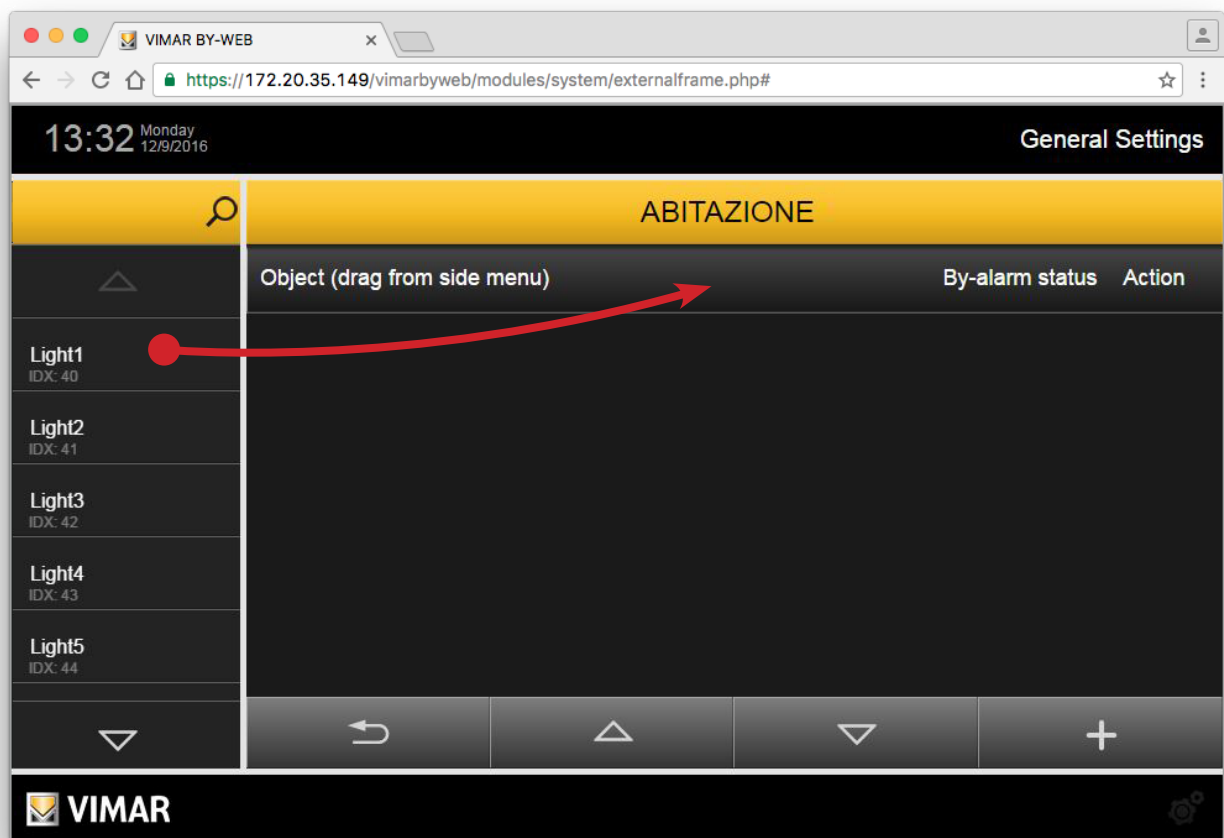 VIMAR BY-WEB
https://172.20.35.149/vimarbyweb/modules/system/externalframe.php#
13:32 Monday
12/9/2016
General Settings
ABITAZIONE
Object (drag from side menu) By-alarm status Action
Light1
IDX: 40
Light2
IDX: 41
Light3
IDX: 42
Light4
IDX: 43
Light5
IDX: 44
VIMAR